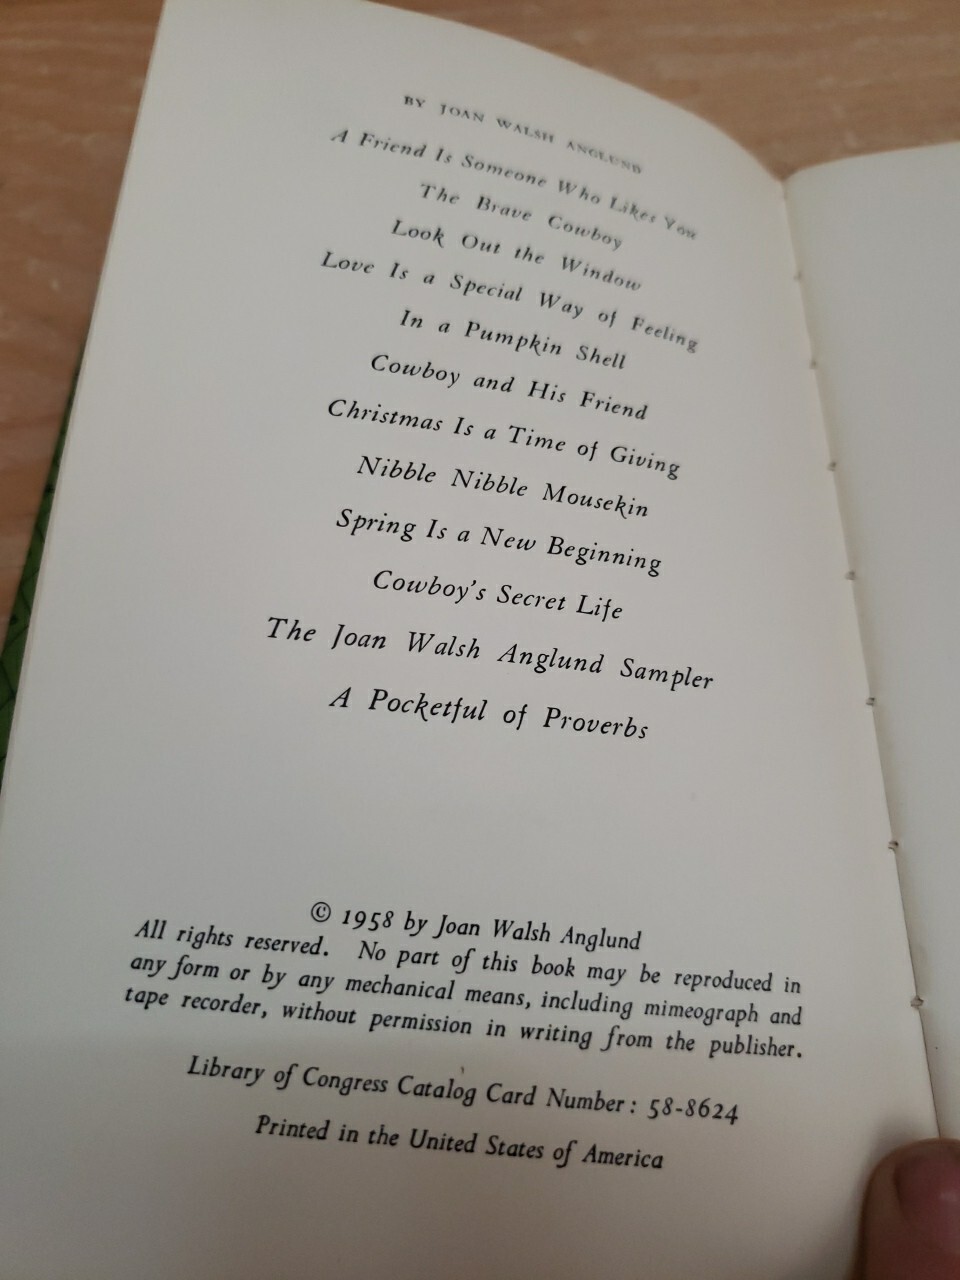 BY JOAN WALSH ANGLUND
A Friend Is Someone Who Likes You
The Brave Cowboy
Look Out the Window
Love Is a Special Way of Feeling
In a Pumpkin Shell
Cowboy and His Friend
Christmas Is a Time of Giving
Nibble Nibble Mousekin
Spring Is a New Beginning
Cowboy's Secret Life
The Joan Walsh Anglund Sampler
A Pocketful of Proverbs
© 1958 by Joan Walsh Anglund
All rights reserved. No part of this book may be reproduced in
any form or by any mechanical means, including mimeograph and
tape recorder, without permission in writing from the publisher.
Library of Congress Catalog Card Number: 58-8624
Printed in the United States of America